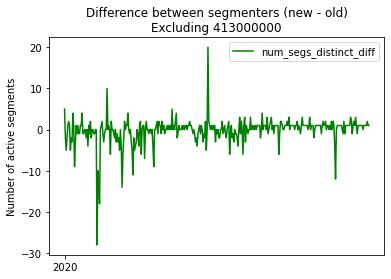 Difference between segmenters (new - old)
Excluding 413000000
num_segs_distinct_diff
Number of active segments
20
10
0
−10
−20
−30
2020